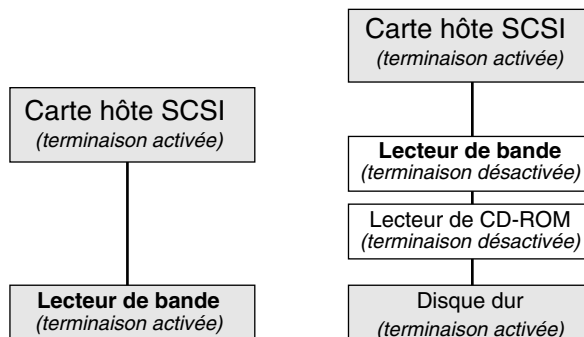 Carte hôte SCSI
(terminaison activée)
Lecteur de bande
(terminaison activée)
Carte hôte SCSI
(terminaison activée)
Lecteur de bande
(terminaison désactivée)
Lecteur de CD-ROM
(terminaison désactivée)
Disque dur
(terminaison activée)